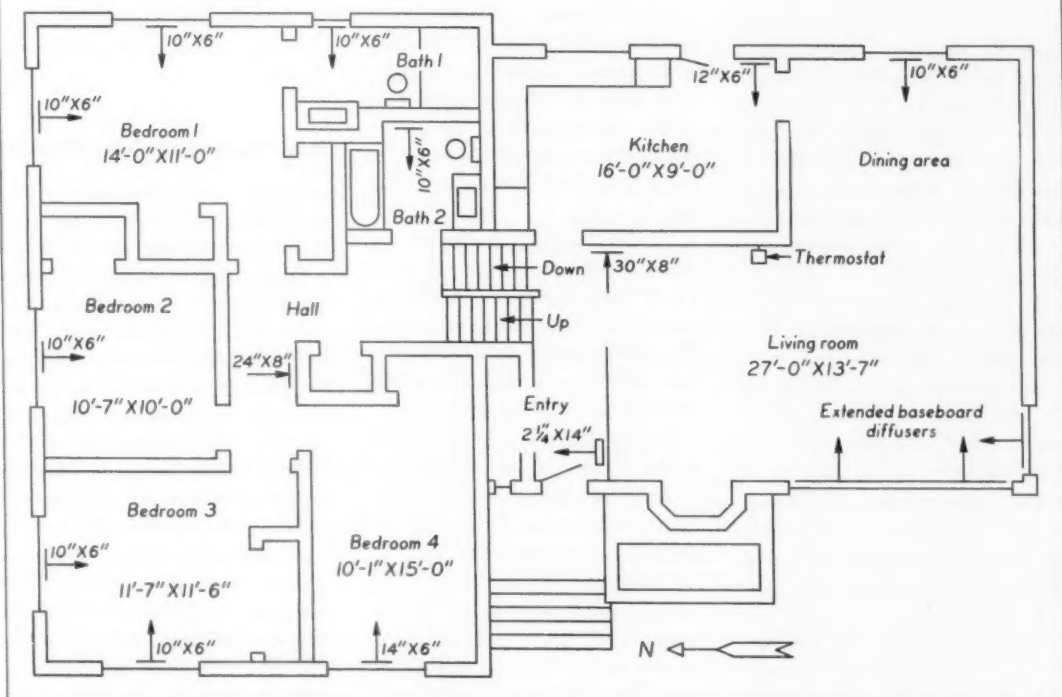 10"X6"
10"X6"
Bath 1
12"X6"
10"X6"
10"X6"
Bedroom 1
14'-0"X11'-0"
10"X6"
Kitchen
16'-0"X9'-0"
Dining area
Bath 2
Down
30"X8"
Thermostat
Bedroom 2
Hall
Up
10"X6"
24"X8"
Living room
27'-0"X13'-7"
10'-7"X10'-0"
Entry
2 1/4"X14"
Extended baseboard
diffusers
Bedroom 3
Bedroom 4
10'-1"X15'-0"
10"X6"
11'-7"X11'-6"
10"X6"
14"X6"
N